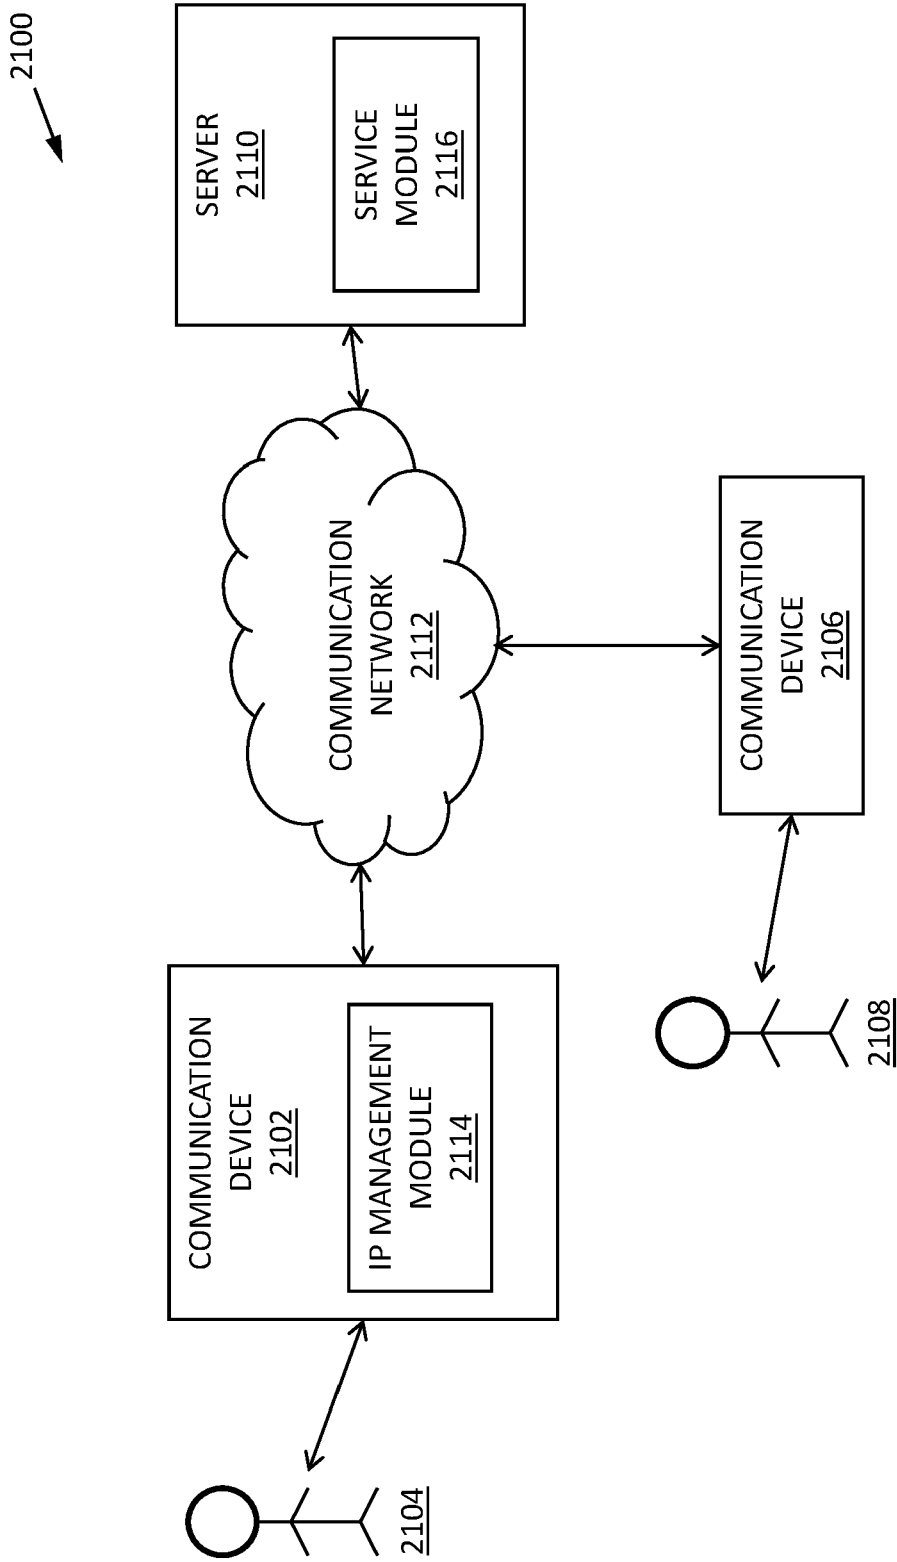 2100
COMMUNICATION
DEVICE
2102
IP MANAGEMENT
MODULE
2114
2104
COMMUNICATION
NETWORK
2112
SERVER
2110
SERVICE
MODULE
2116
COMMUNICATION
DEVICE
2106
2108